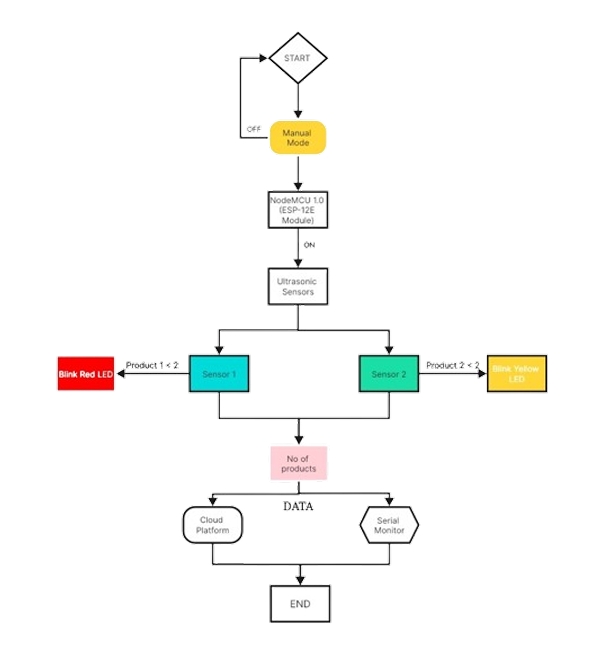 START
OFF
Manual
Mode
NodeMCU 1.0
(ESP-12E
Module)
ON
Ultrasonic
Sensors
Blink Red LED
Product 1 < 2
Sensor 1
Sensor 2
Product 2 < 2
Blink Yellow
LED
No of
products
DATA
Cloud
Platform
Serial
Monitor
END